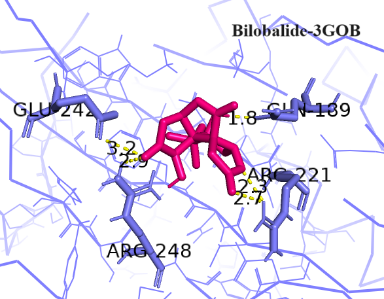 Bilobalide-3GOB
GLU-242
1.8
GLN-189
3.2
2.9
ARG-221
2.3
2.7
ARG-248